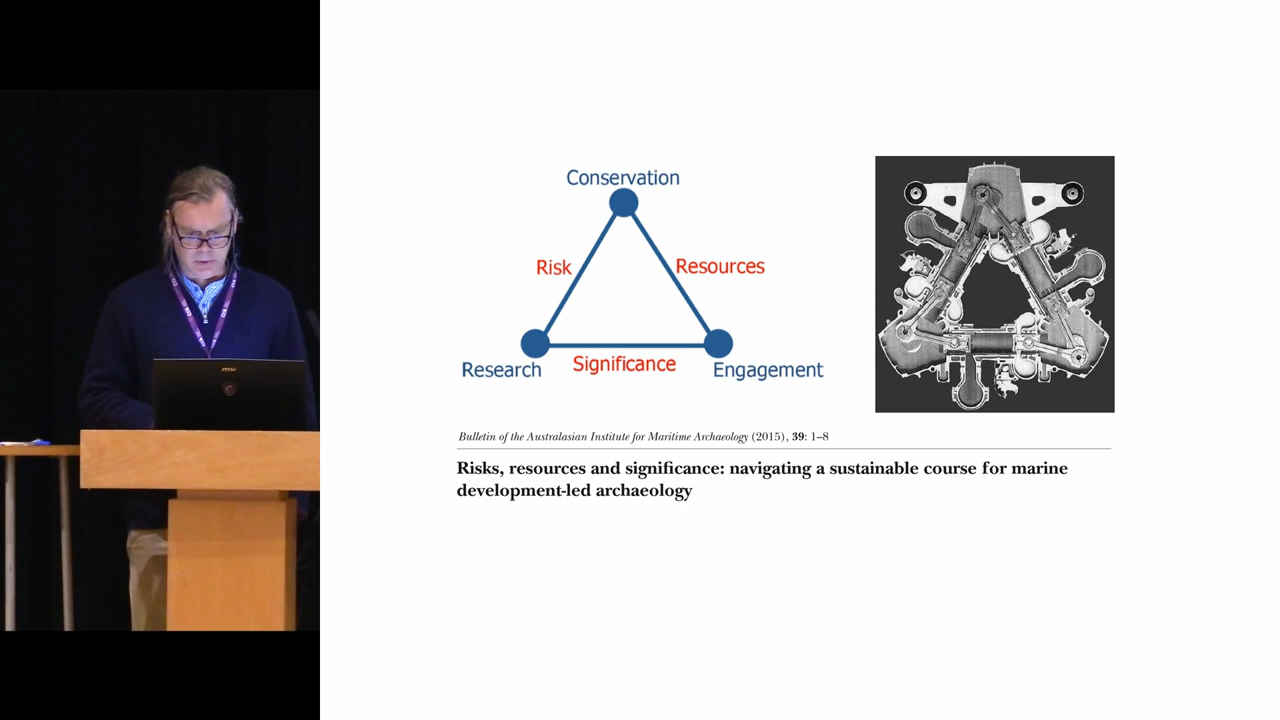 Conservation
Risk
Resources
Research
Significance
Engagement
Bulletin of the Australasian Institute for Maritime Archaeology (2015), 39: 1–8
Risks, resources and significance: navigating a sustainable course for marine
development-led archaeology
msi